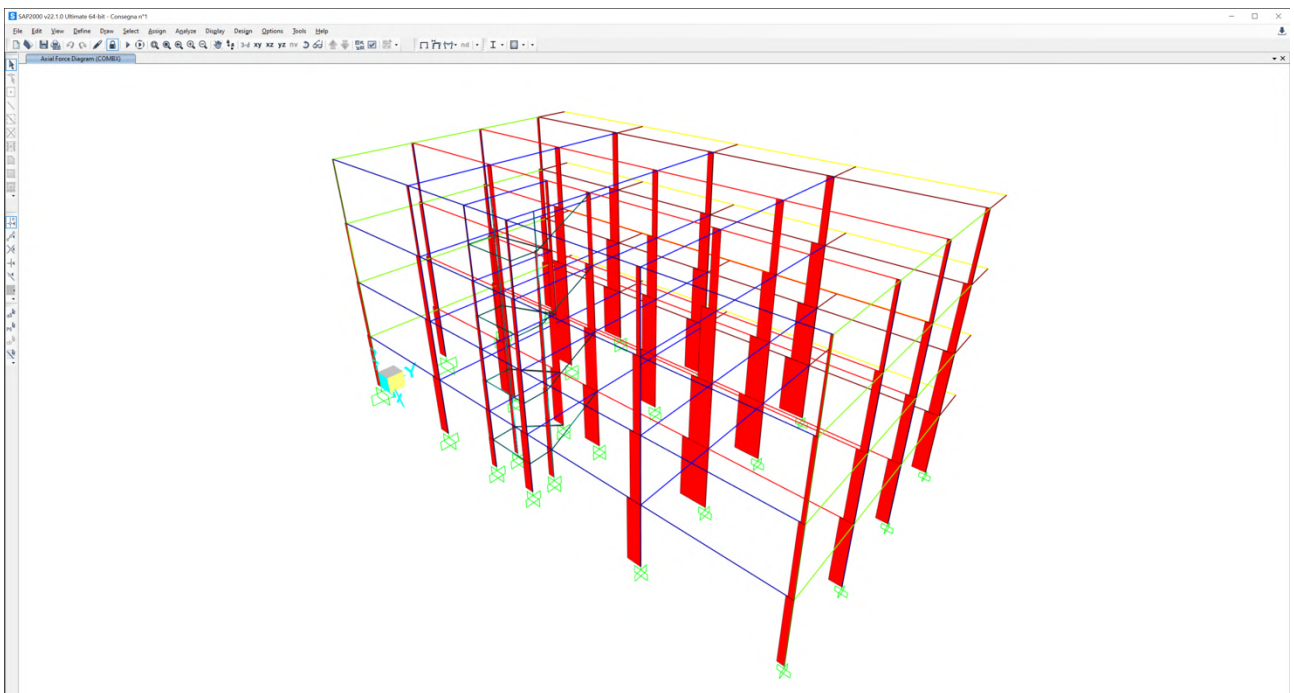 SAP2000 v22.1.0 Ultimate 64-bit - Consegna n°1
File Edit View Define Draw Select Assign Analyze Display Design Options Tools Help
3-d xy xz yz nv
nd
Axial Force Diagram (COMBX)
Y
X